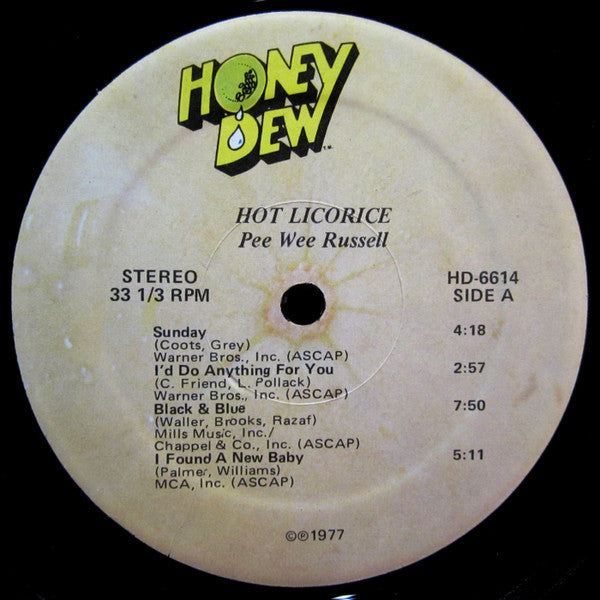 HONEY
DEW T.M.
HOT LICORICE
Pee Wee Russell
STEREO
33 1/3 RPM
HD-6614
SIDE A
Sunday 4:18
(Coots, Grey)
Warner Bros., Inc. (ASCAP)
I'd Do Anything For You 2:57
(C. Friend, L. Pollack)
Warner Bros., Inc. (ASCAP)
Black & Blue 7:50
(Waller, Brooks, Razaf)
Mills Music, Inc./
Chappel & Co., Inc. (ASCAP)
I Found A New Baby 5:11
(Palmer, Williams)
MCA, Inc. (ASCAP)
©℗1977